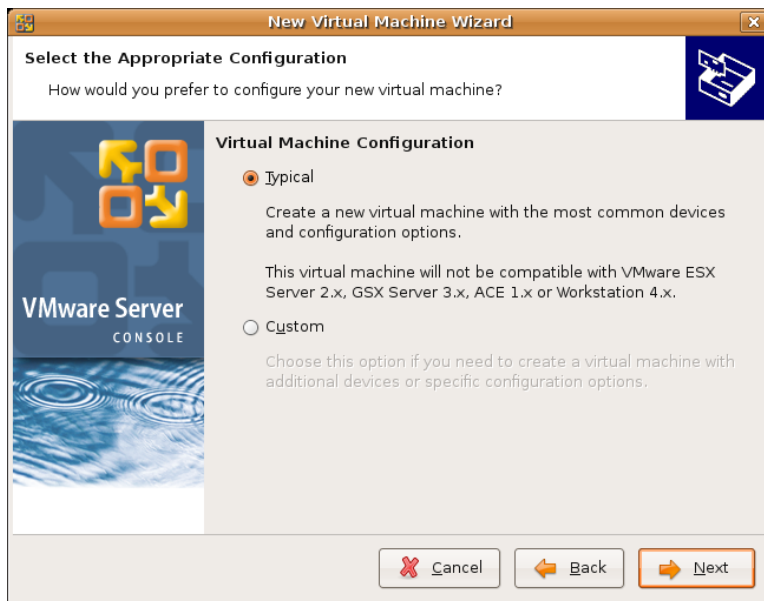 New Virtual Machine Wizard
Select the Appropriate Configuration
How would you prefer to configure your new virtual machine?
Virtual Machine Configuration
Typical
Create a new virtual machine with the most common devices
and configuration options.
This virtual machine will not be compatible with VMware ESX
Server 2.x, GSX Server 3.x, ACE 1.x or Workstation 4.x.
VMware Server
CONSOLE
Custom
Choose this option if you need to create a virtual machine with
additional devices or specific configuration options.
Cancel
Back
Next